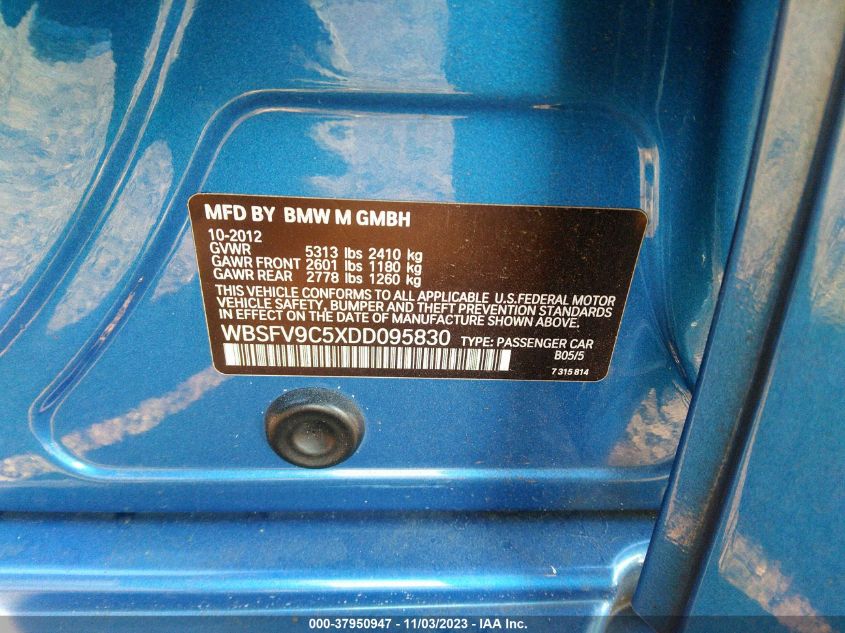 MFD BY BMW M GMBH
10-2012
GVWR 5313 lbs 2410 kg
GAWR FRONT 2601 lbs 1180 kg
GAWR REAR 2778 lbs 1260 kg
THIS VEHICLE CONFORMS TO ALL APPLICABLE U.S.FEDERAL MOTOR
VEHICLE SAFETY, BUMPER AND THEFT PREVENTION STANDARDS
IN EFFECT ON THE DATE OF MANUFACTURE SHOWN ABOVE.
WBSFV9C5XDD095830 TYPE: PASSENGER CAR
B05/5
7 315 814
000-37950947 - 11/03/2023 - IAA Inc.